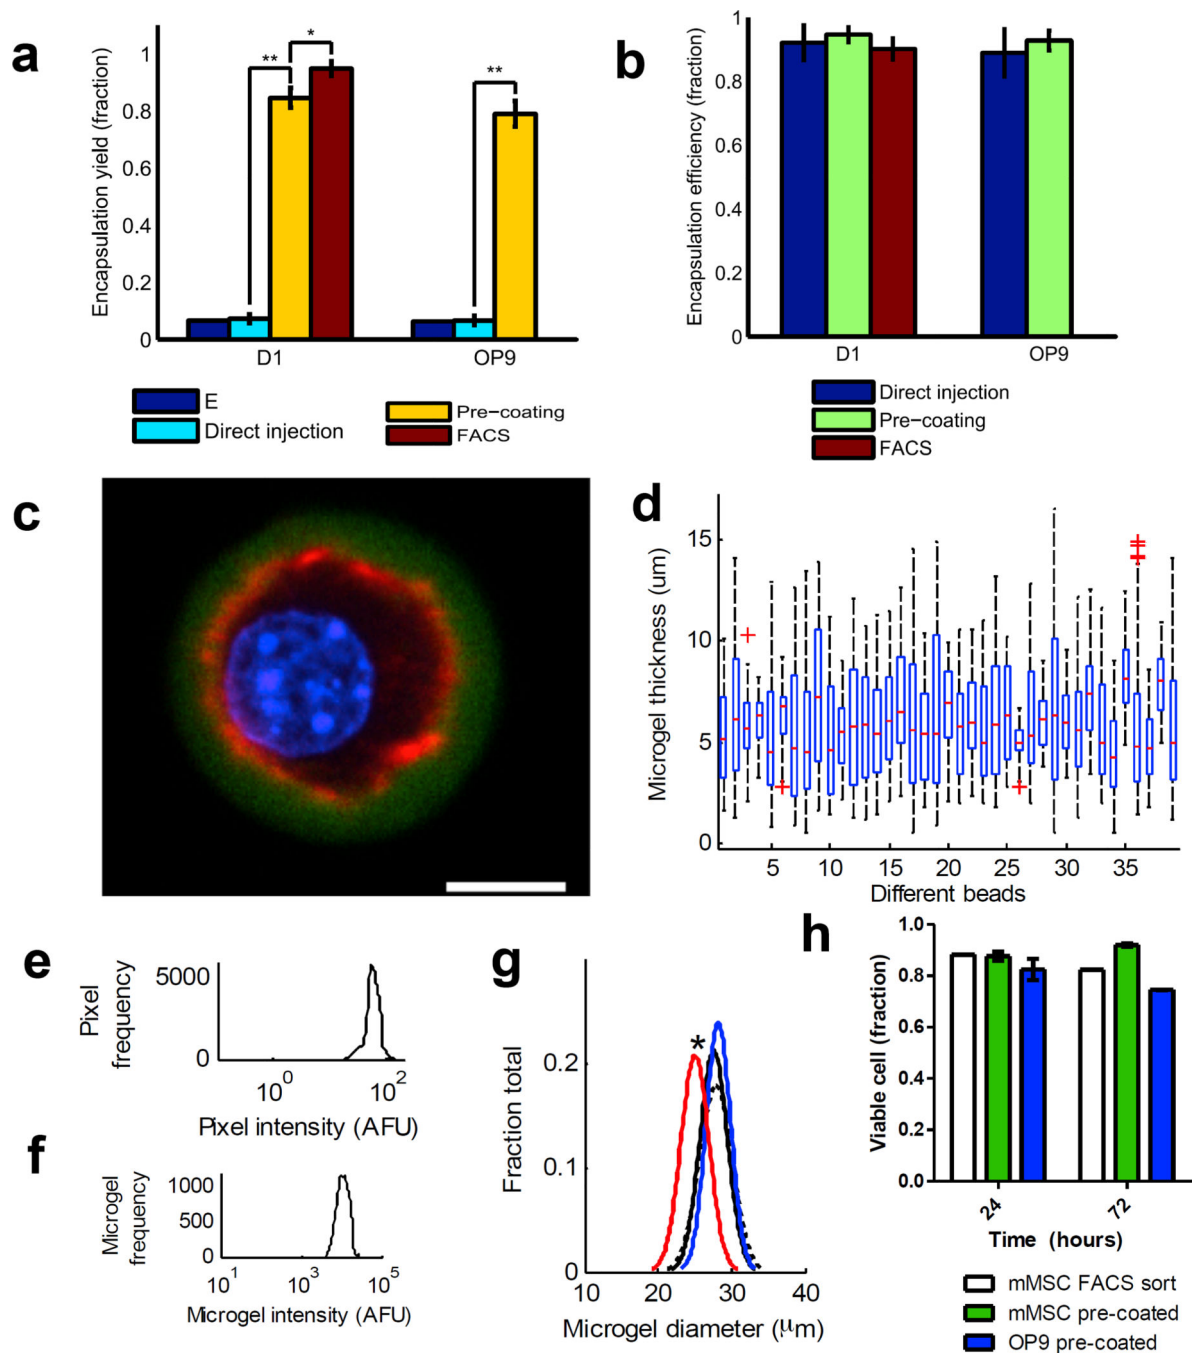 a
Encapsulation yield (fraction)
1
0.8
0.6
0.4
0.2
0
**
*
**
D1
OP9
E
Direct injection
Pre-coating
FACS
b
Encapsulation efficiency (fraction)
1
0.8
0.6
0.4
0.2
0
D1
OP9
Direct injection
Pre-coating
FACS
c
d
Microgel thickness (um)
15
10
5
0
5
10
15
20
25
30
35
Different beads
e
Pixel
frequency
5000
0
10^0
10^2
Pixel intensity (AFU)
f
Microgel
frequency
1000
500
0
10^1
10^3
10^5
Microgel intensity (AFU)
g
Fraction total
0.2
0.1
0
*
10
20
30
40
Microgel diameter (μm)
h
Viable cell (fraction)
1.0
0.8
0.6
0.4
0.2
0.0
24
72
Time (hours)
mMSC FACS sort
mMSC pre-coated
OP9 pre-coated